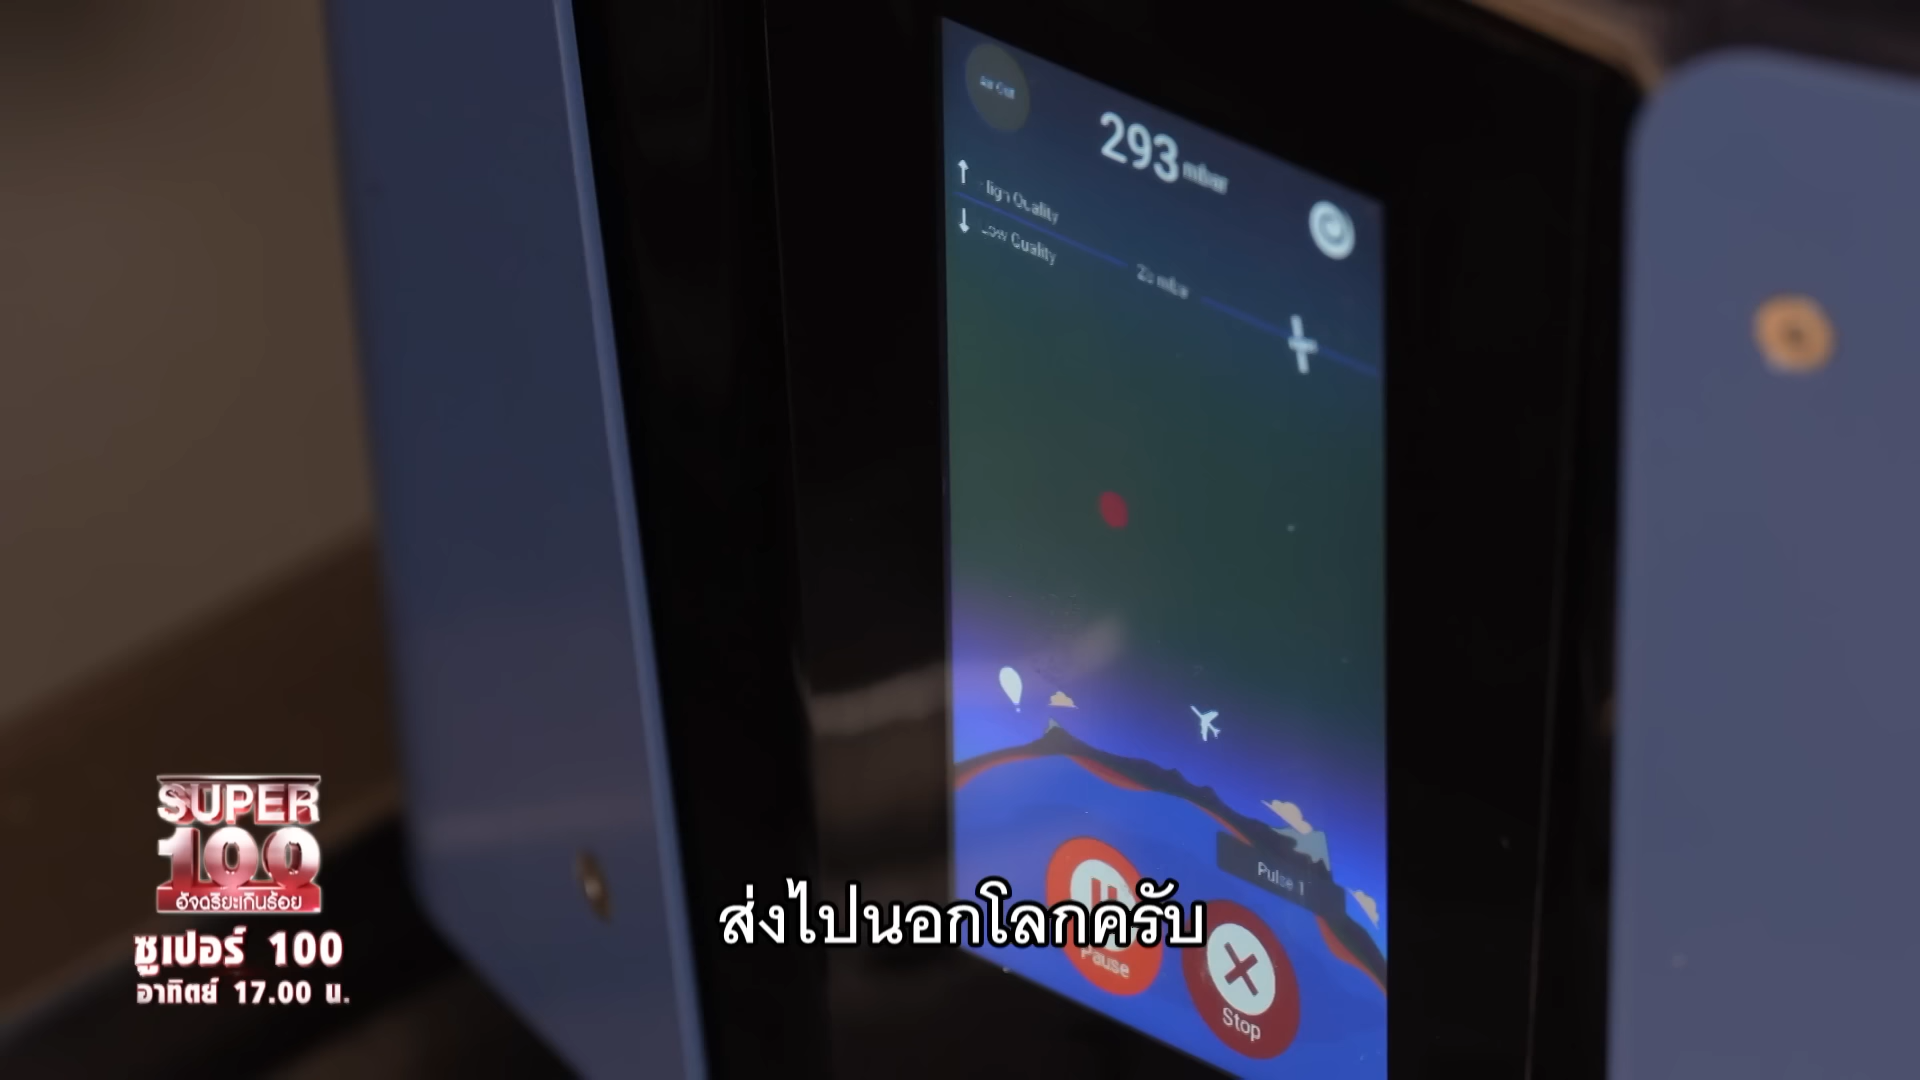 293 mbar
High Quality
Low Quality
Pulse 1
Pause
Stop
SUPER
100
อัจฉริยะเกินร้อย
ซูเปอร์ 100
อาทิตย์ 17.00 น.
ส่งไปนอกโลกครับ